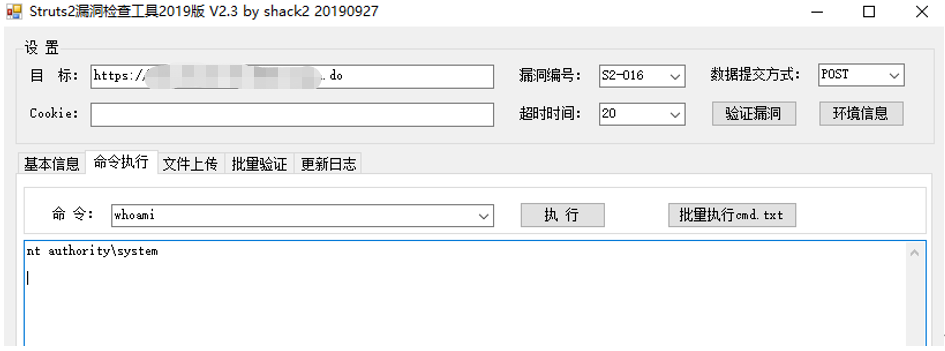 Struts2漏洞检查工具2019版 V2.3 by shack2 20190927
设 置
目 标: https:/ .do 漏洞编号: S2-016 数据提交方式: POST
Cookie: 超时时间: 20 验证漏洞 环境信息
基本信息 命令执行 文件上传 批量验证 更新日志
命 令: whoami 执 行 批量执行cmd.txt
nt authority\system